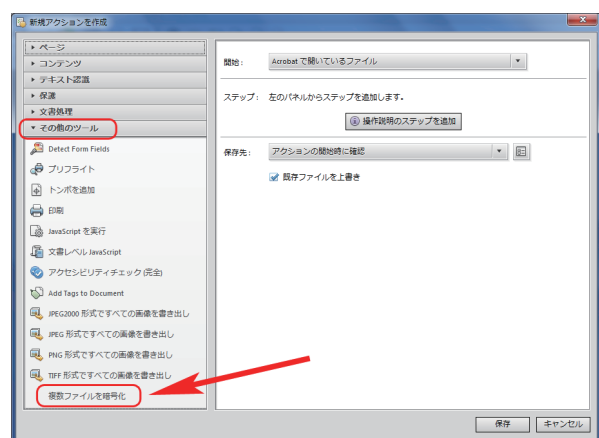 新規アクションを作成
ページ
コンテンツ
テキスト認識
保護
文書処理
その他のツール
Detect Form Fields
プリフライト
トンボを追加
印刷
JavaScript を実行
文書レベル JavaScript
アクセシビリティチェック (完全)
Add Tags to Document
JPEG2000 形式ですべての画像を書き出し
JPEG 形式ですべての画像を書き出し
PNG 形式ですべての画像を書き出し
TIFF 形式ですべての画像を書き出し
複数ファイルを暗号化
開始 : Acrobat で開いているファイル
ステップ : 左のパネルからステップを追加します。
操作説明のステップを追加
保存先 : アクションの開始時に確認
既存ファイルを上書き
保存 キャンセル